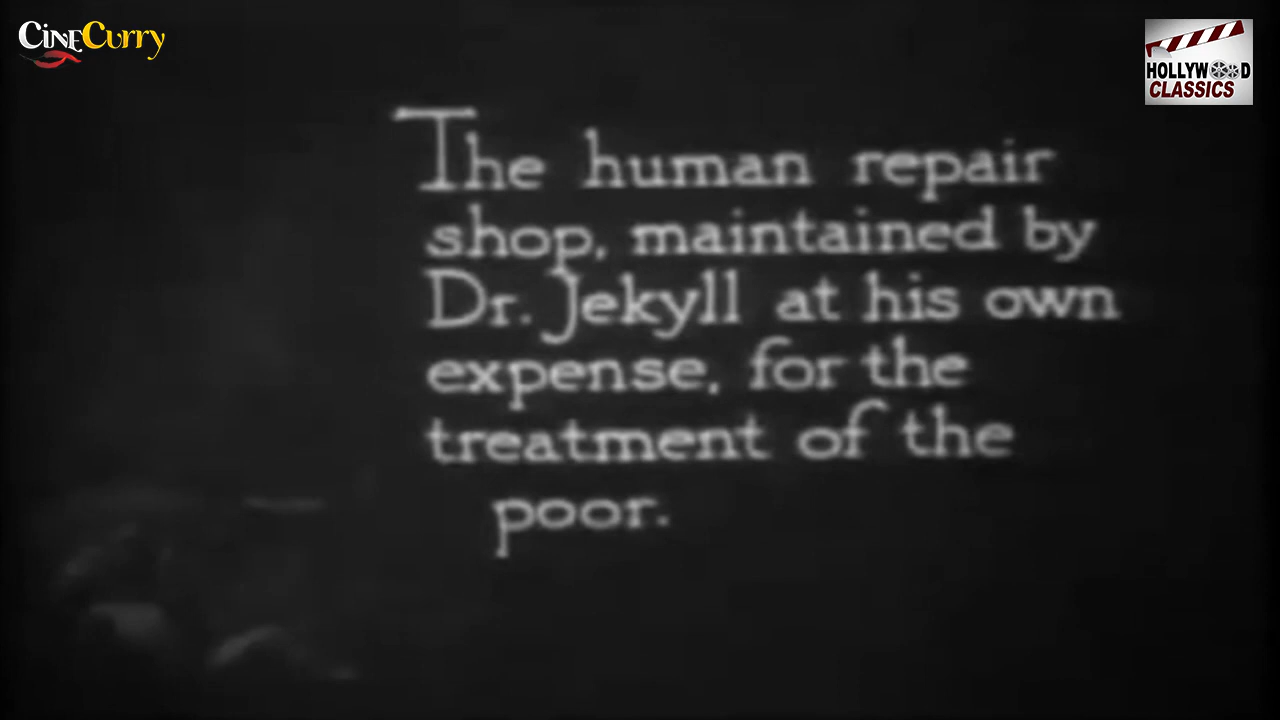 CineCurry
HOLLYWOOD
CLASSICS
The human repair
shop, maintained by
Dr. Jekyll at his own
expense, for the
treatment of the
poor.